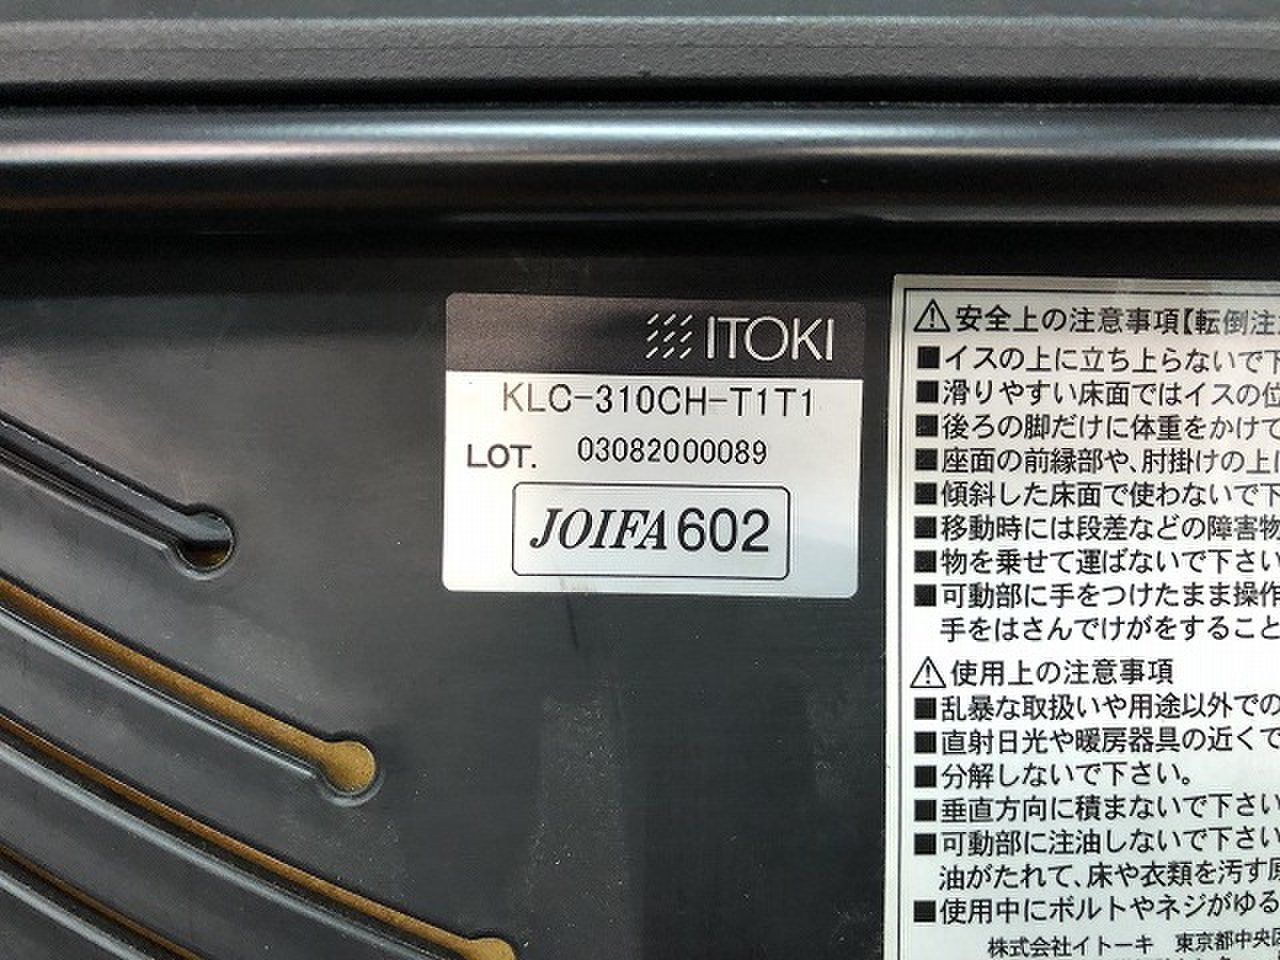 ITOKI
KLC-310CH-T1T1
LOT. 03082000089
JOIFA602
⚠安全上の注意事項【転倒注
■イスの上に立ち上らないで下
■滑りやすい床面ではイスの位
■後ろの脚だけに体重をかけて
■座面の前縁部や、肘掛けの上に
■傾斜した床面で使わないで下
■移動時には段差などの障害物
■物を乗せて運ばないで下さい
■可動部に手をつけたまま操作
手をはさんでけがをすること
⚠使用上の注意事項
■乱暴な取扱いや用途以外での
■直射日光や暖房器具の近くで
■分解しないで下さい。
■垂直方向に積まないで下さい
■可動部に注油しないで下さい
油がたれて、床や衣類を汚す原
■使用中にボルトやネジがゆる
株式会社イトーキ 東京都中央区